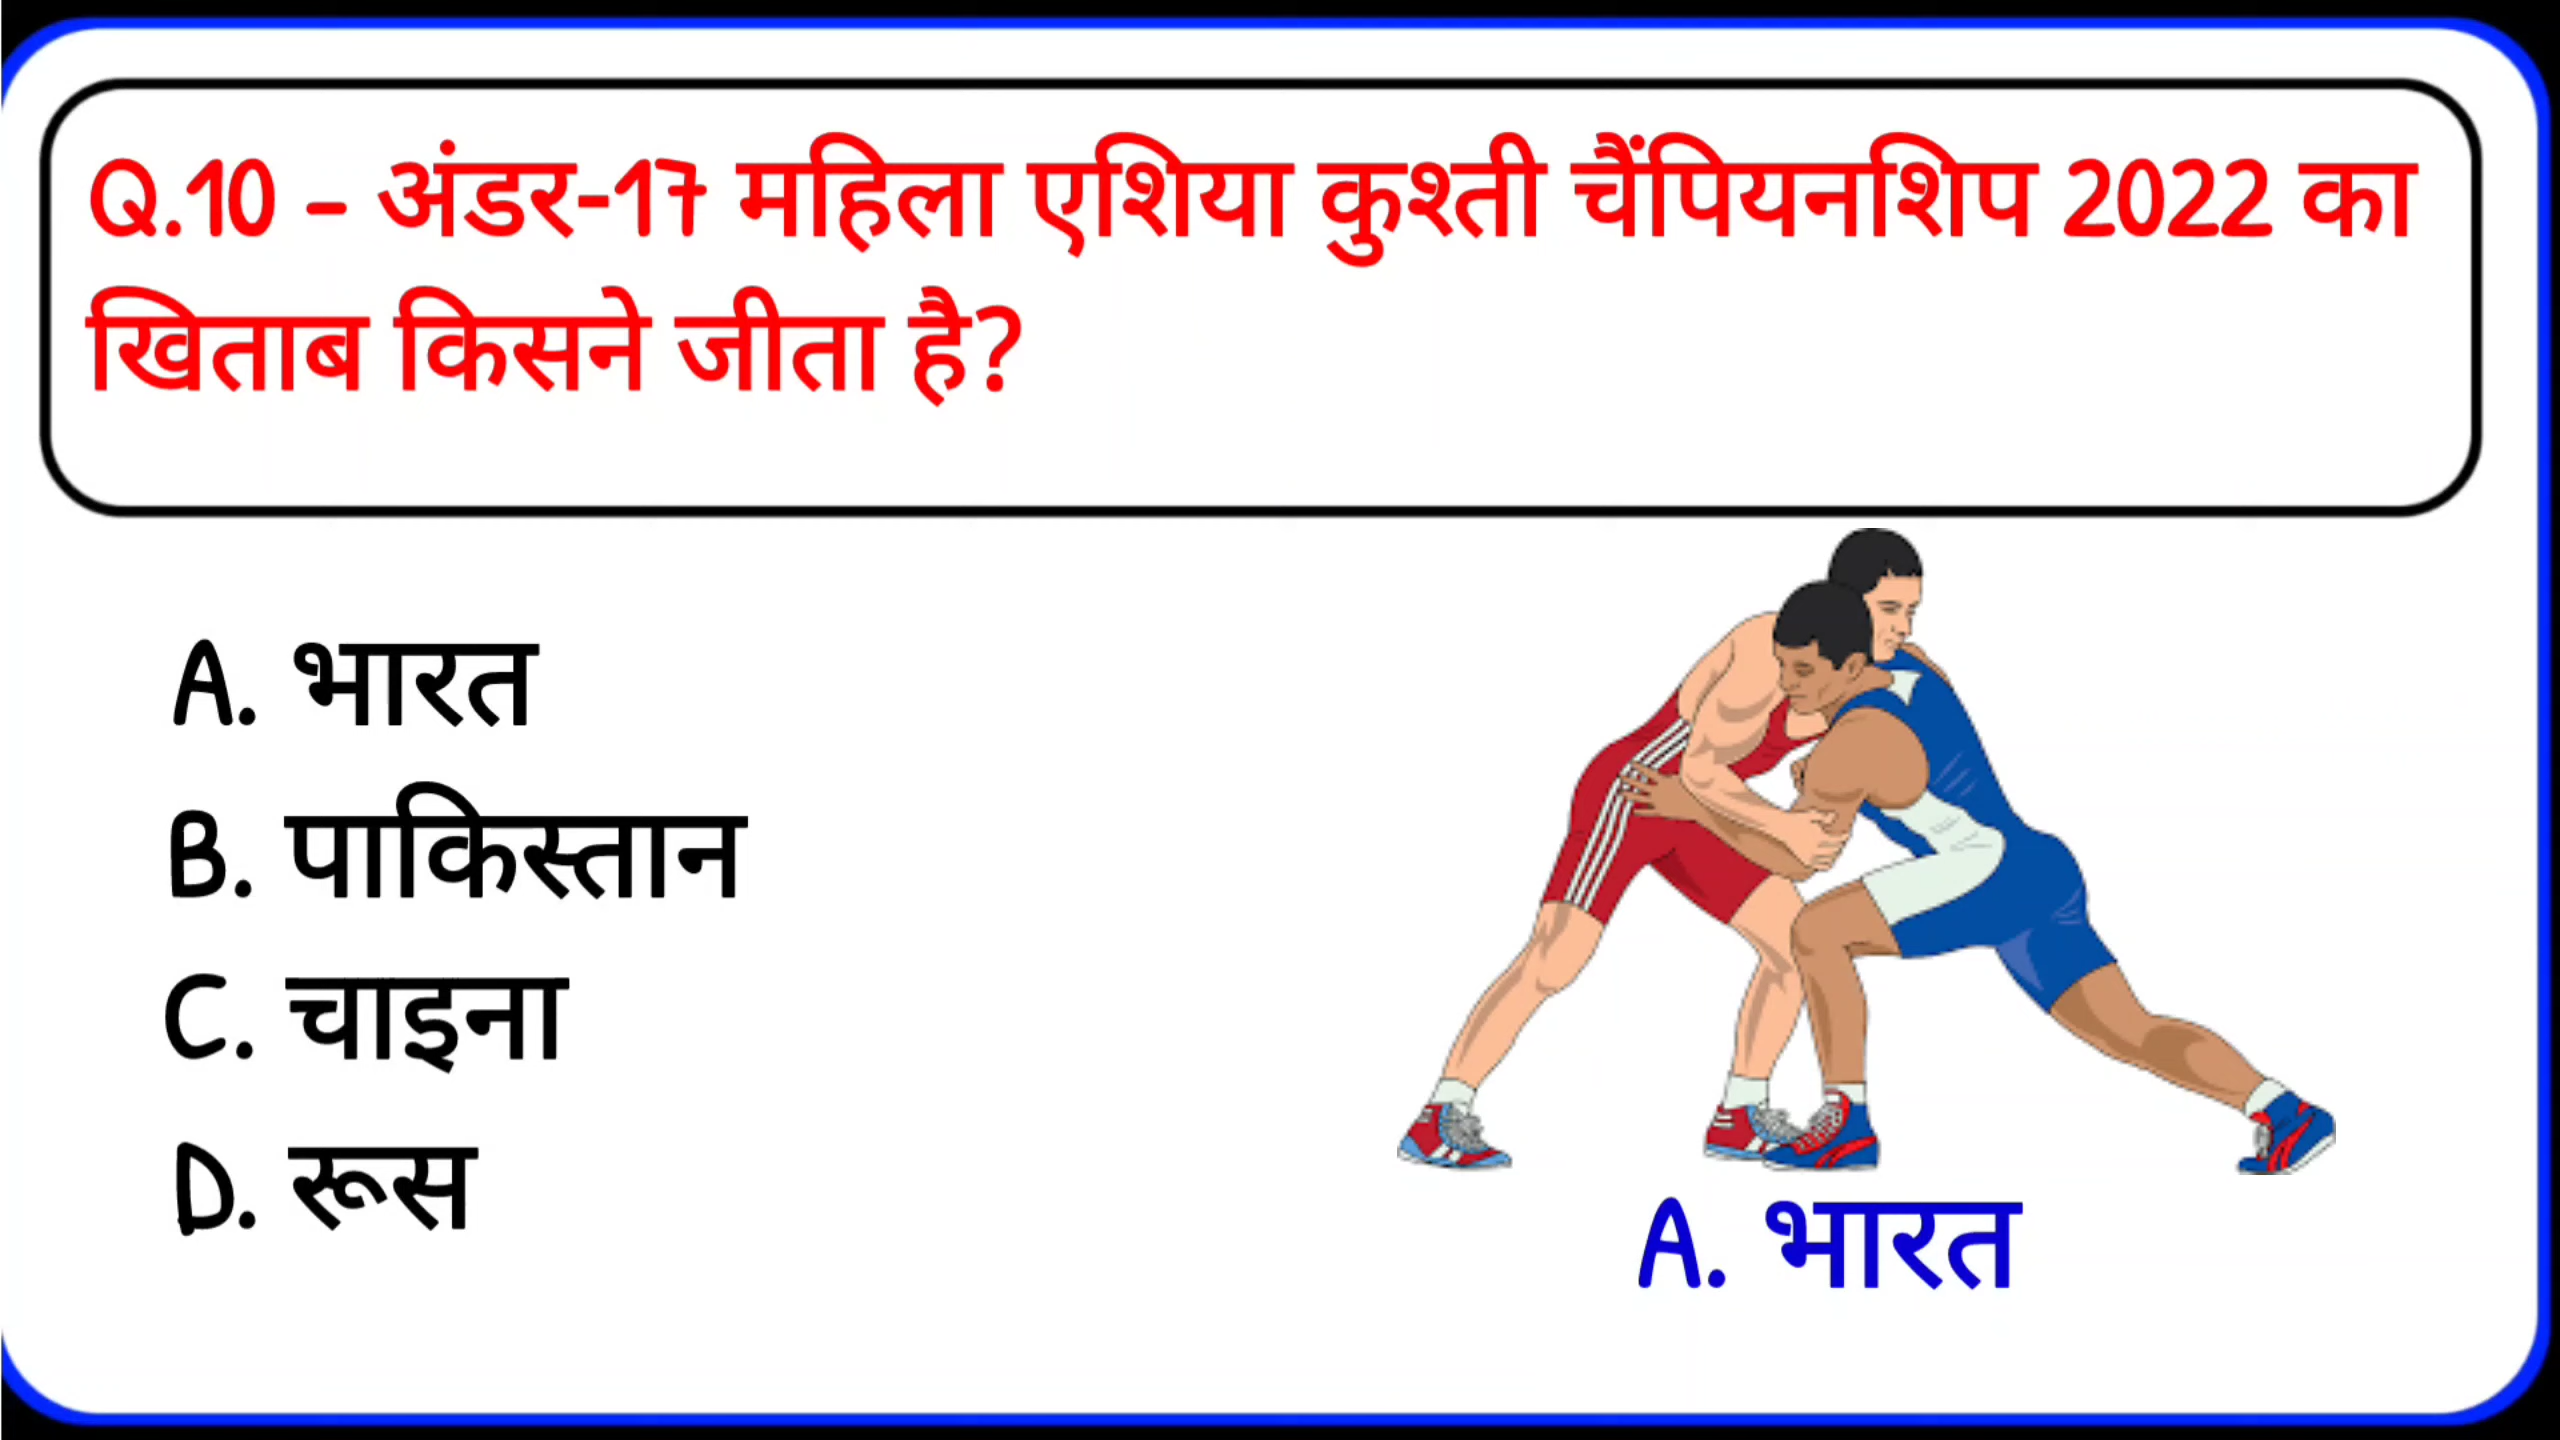 Q.10 – अंडर-17 महिला एशिया कुश्ती चैंपियनशिप 2022 का
खिताब किसने जीता है?
A. भारत
B. पाकिस्तान
C. चाइना
D. रूस
A. भारत